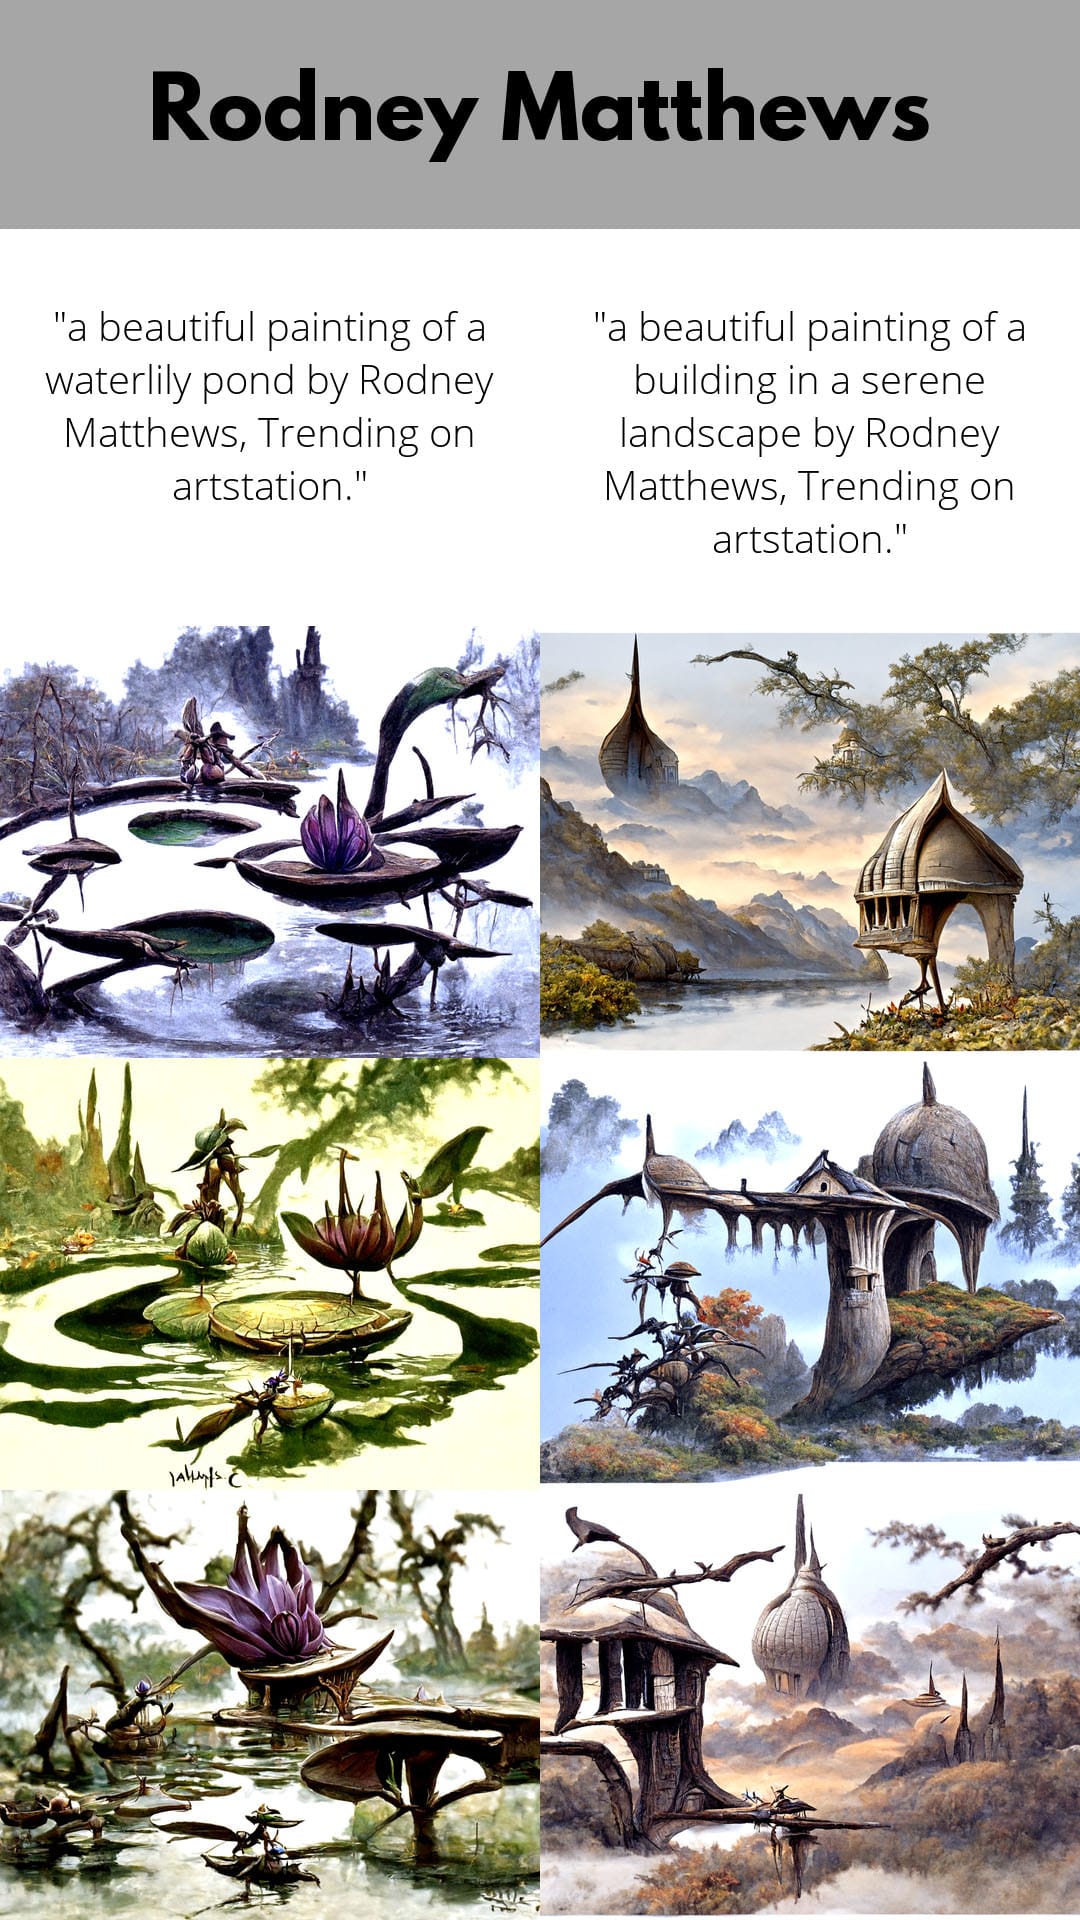 Rodney Matthews
"a beautiful painting of a
waterlily pond by Rodney
Matthews, Trending on
artstation."
"a beautiful painting of a
building in a serene
landscape by Rodney
Matthews, Trending on
artstation."